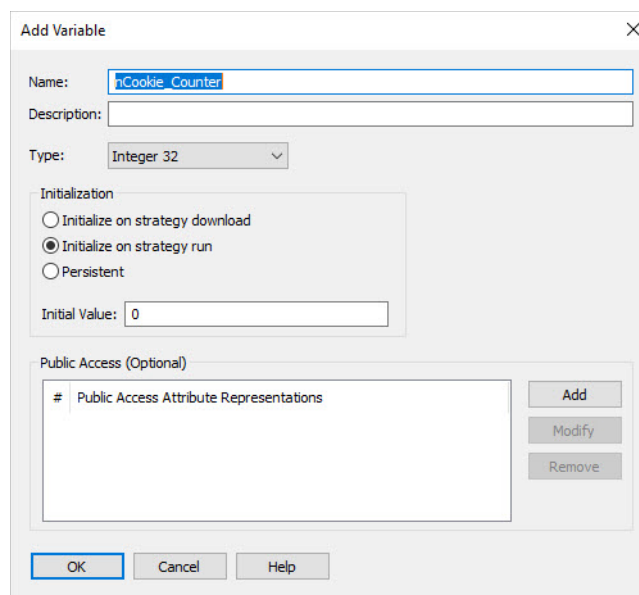 Add Variable
Name: nCookie_Counter
Description:
Type: Integer 32
Initialization
Initialize on strategy download
Initialize on strategy run
Persistent
Initial Value: 0
Public Access (Optional)
# Public Access Attribute Representations
Add
Modify
Remove
OK Cancel Help